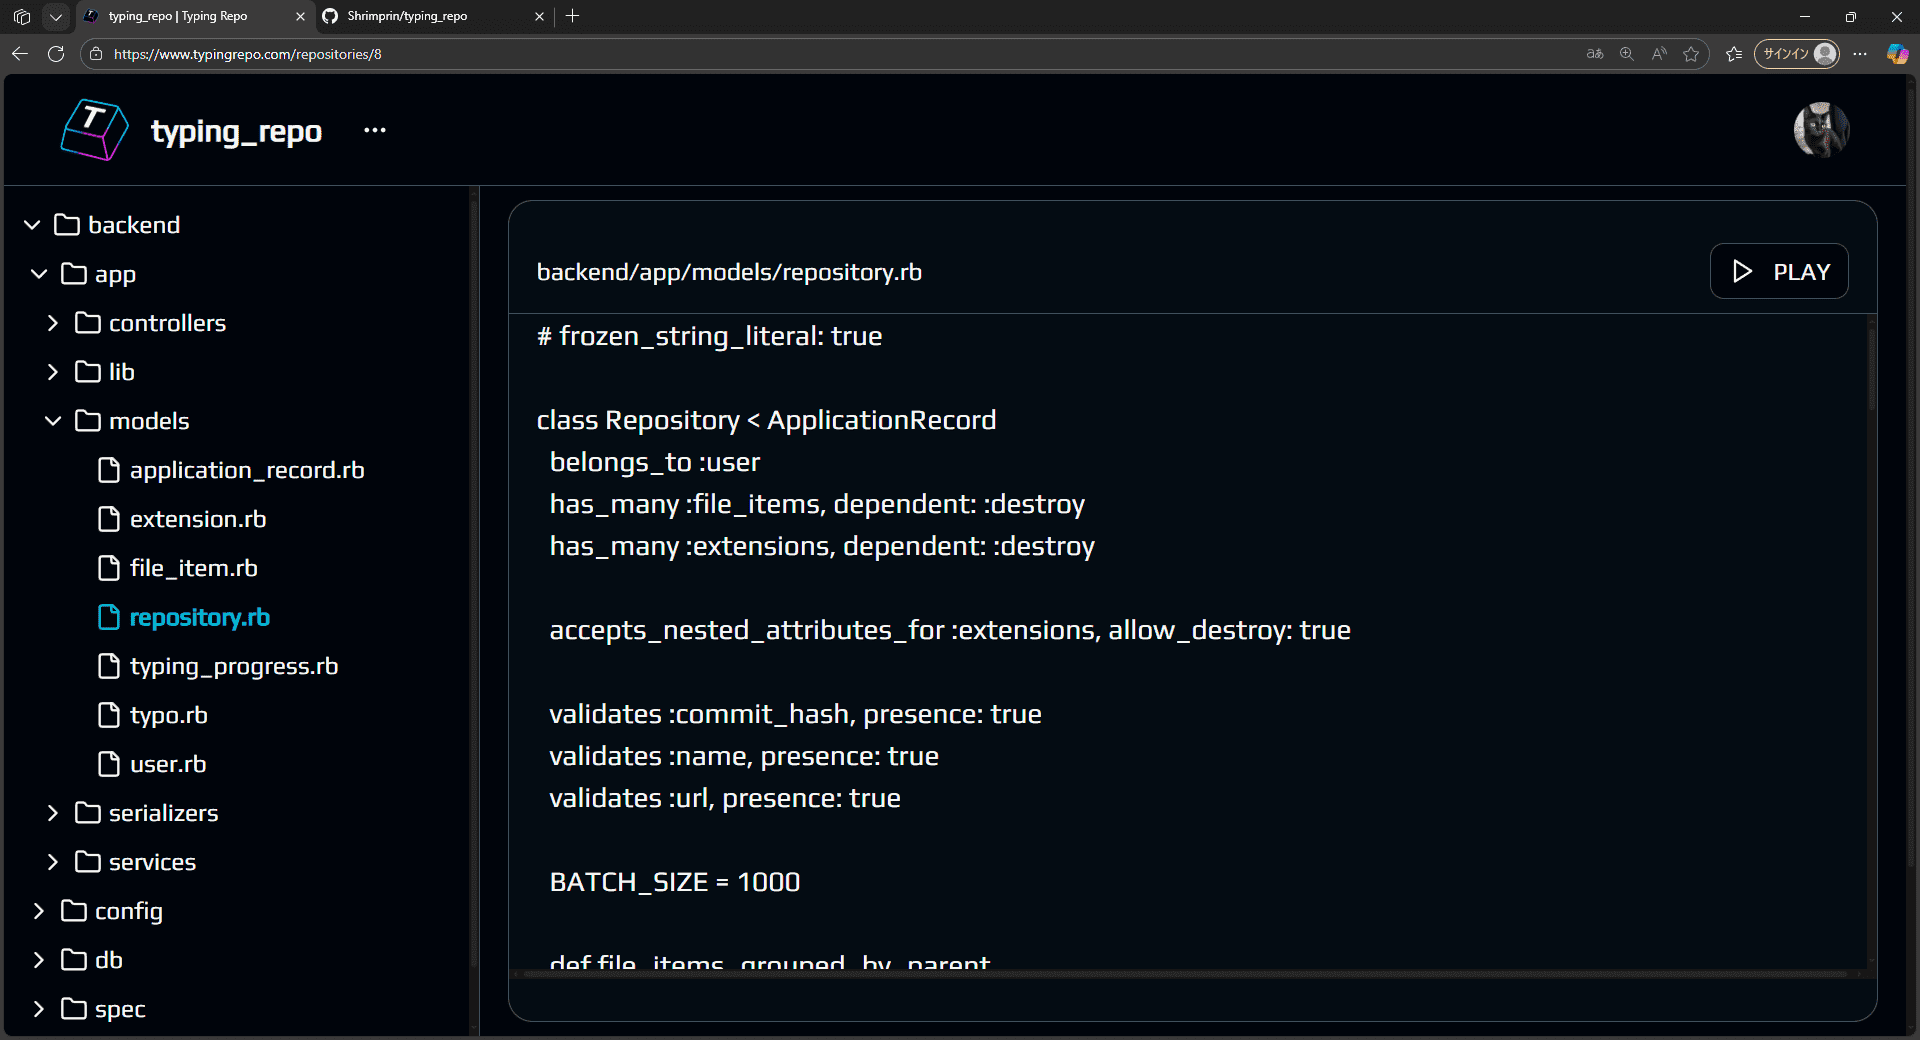 typing_repo | Typing Repo
Shrimprin/typing_repo
https://www.typingrepo.com/repositories/8
サインイン
T
typing_repo
backend
app
controllers
lib
models
application_record.rb
extension.rb
file_item.rb
repository.rb
typing_progress.rb
typo.rb
user.rb
serializers
services
config
db
spec
backend/app/models/repository.rb
PLAY
# frozen_string_literal: true
class Repository < ApplicationRecord
belongs_to :user
has_many :file_items, dependent: :destroy
has_many :extensions, dependent: :destroy
accepts_nested_attributes_for :extensions, allow_destroy: true
validates :commit_hash, presence: true
validates :name, presence: true
validates :url, presence: true
BATCH_SIZE = 1000
def file_items_grouped_by_parent